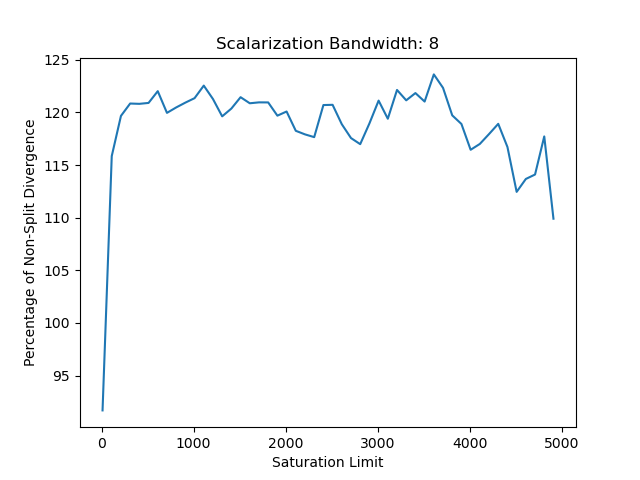 Scalarization Bandwidth: 8
125
120
115
110
105
100
95
Percentage of Non-Split Divergence
0 1000 2000 3000 4000 5000
Saturation Limit